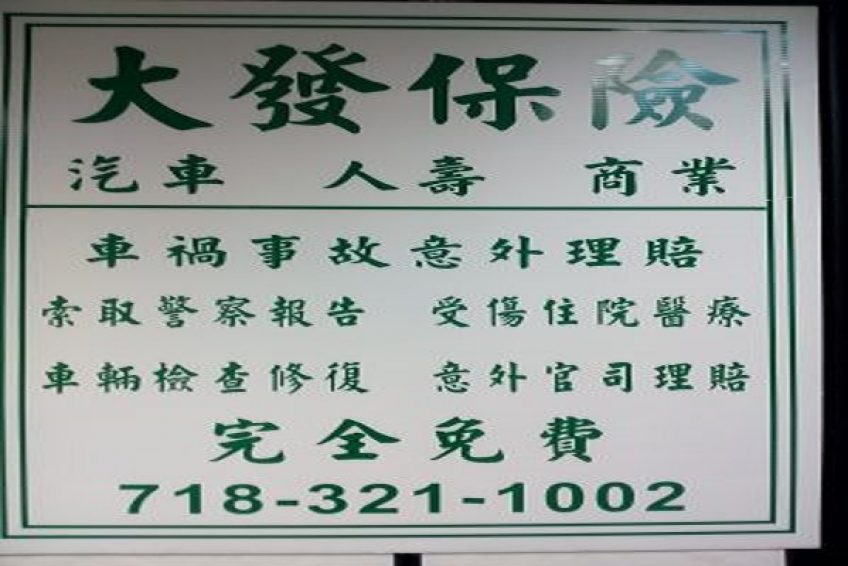 大發保險
汽車 人壽 商業
車禍事故意外理賠
索取警察報告 受傷住院醫療
車輛檢查修復 意外官司理賠
完全免費
718-321-1002